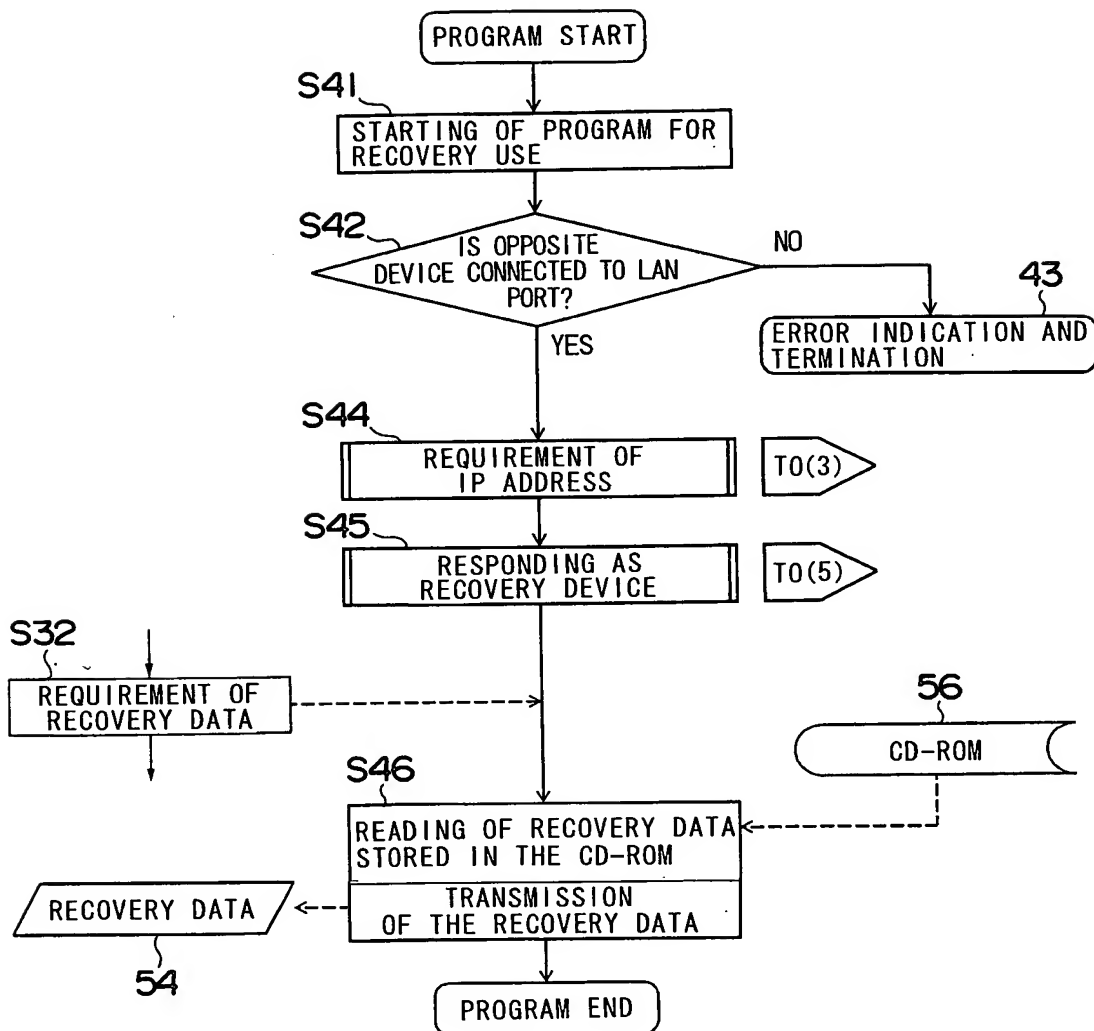 PROGRAM START
S41
STARTING OF PROGRAM FOR
RECOVERY USE
S42
IS OPPOSITE
DEVICE CONNECTED TO LAN
PORT?
NO
YES
43
ERROR INDICATION AND
TERMINATION
S44
REQUIREMENT OF
IP ADDRESS
TO(3)
S45
RESPONDING AS
RECOVERY DEVICE
TO(5)
S32
REQUIREMENT OF
RECOVERY DATA
56
CD-ROM
S46
READING OF RECOVERY DATA
STORED IN THE CD-ROM
TRANSMISSION
OF THE RECOVERY DATA
RECOVERY DATA
54
PROGRAM END